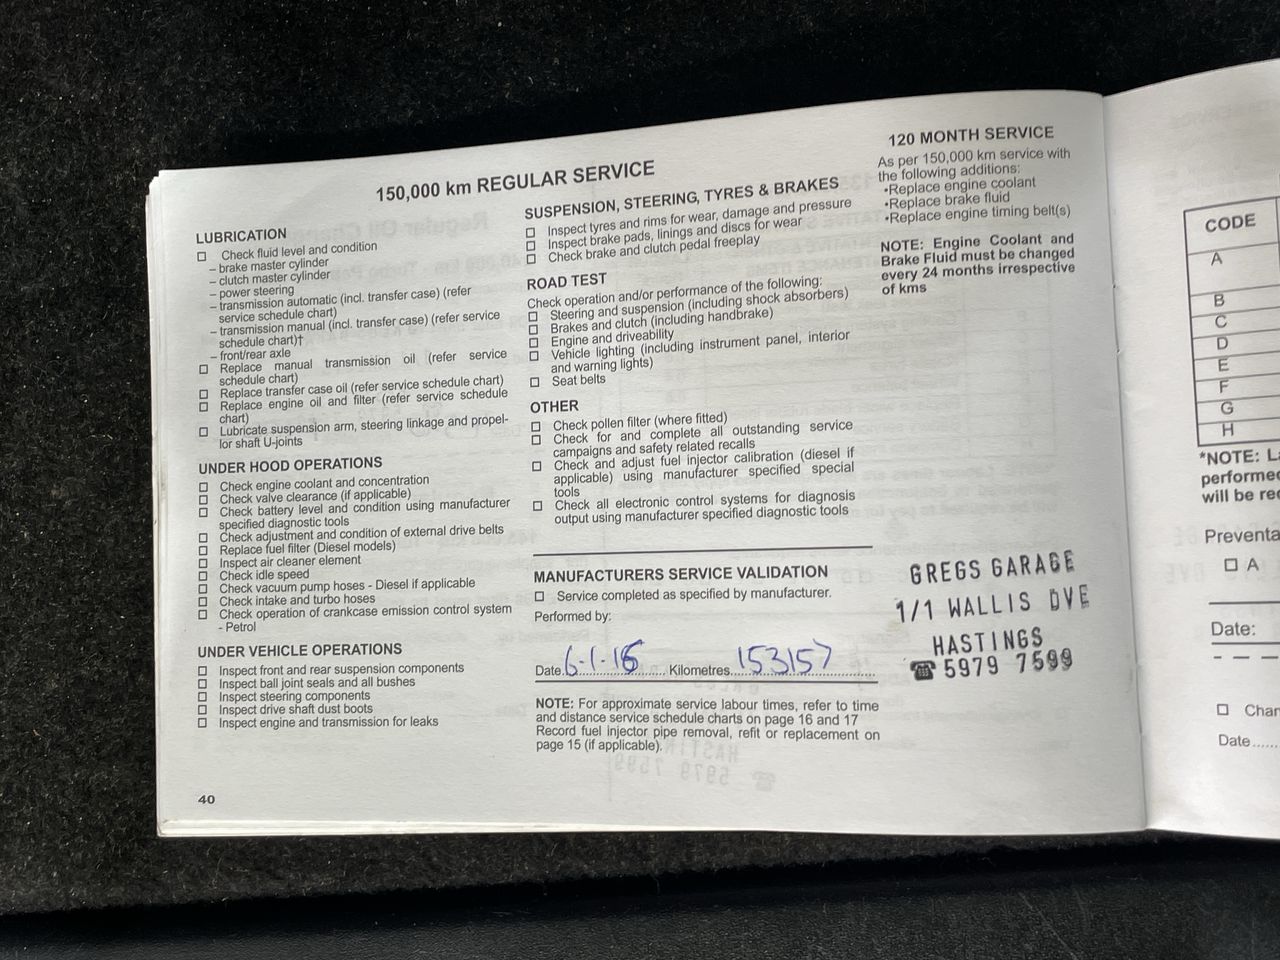 150,000 km REGULAR SERVICE
LUBRICATION
☐ Check fluid level and condition
– brake master cylinder
– clutch master cylinder
– power steering
– transmission automatic (incl. transfer case) (refer
service schedule chart)
– transmission manual (incl. transfer case) (refer service
schedule chart)†
– front/rear axle
☐ Replace manual transmission oil (refer service
schedule chart)
☐ Replace transfer case oil (refer service schedule chart)
☐ Replace engine oil and filter (refer service schedule
chart)
☐ Lubricate suspension arm, steering linkage and propel-
lor shaft U-joints
UNDER HOOD OPERATIONS
☐ Check engine coolant and concentration
☐ Check valve clearance (if applicable)
☐ Check battery level and condition using manufacturer
specified diagnostic tools
☐ Check adjustment and condition of external drive belts
☐ Replace fuel filter (Diesel models)
☐ Inspect air cleaner element
☐ Check idle speed
☐ Check vacuum pump hoses - Diesel if applicable
☐ Check intake and turbo hoses
☐ Check operation of crankcase emission control system
- Petrol
UNDER VEHICLE OPERATIONS
☐ Inspect front and rear suspension components
☐ Inspect ball joint seals and all bushes
☐ Inspect steering components
☐ Inspect drive shaft dust boots
☐ Inspect engine and transmission for leaks
40
SUSPENSION, STEERING, TYRES & BRAKES
☐ Inspect tyres and rims for wear, damage and pressure
☐ Inspect brake pads, linings and discs for wear
☐ Check brake and clutch pedal freeplay
ROAD TEST
Check operation and/or performance of the following:
☐ Steering and suspension (including shock absorbers)
☐ Brakes and clutch (including handbrake)
☐ Engine and driveability
☐ Vehicle lighting (including instrument panel, interior
and warning lights)
☐ Seat belts
OTHER
☐ Check pollen filter (where fitted)
☐ Check for and complete all outstanding service
campaigns and safety related recalls
☐ Check and adjust fuel injector calibration (diesel if
applicable) using manufacturer specified special
tools
☐ Check all electronic control systems for diagnosis
output using manufacturer specified diagnostic tools
MANUFACTURERS SERVICE VALIDATION
☐ Service completed as specified by manufacturer.
Performed by:
Date 6-1-16 Kilometres 153157
NOTE: For approximate service labour times, refer to time
and distance service schedule charts on page 16 and 17
Record fuel injector pipe removal, refit or replacement on
page 15 (if applicable).
120 MONTH SERVICE
As per 150,000 km service with
the following additions:
•Replace engine coolant
•Replace brake fluid
•Replace engine timing belt(s)
NOTE: Engine Coolant and
Brake Fluid must be changed
every 24 months irrespective
of kms
GREGS GARAGE
1/1 WALLIS DVE
HASTINGS
☎ 5979 7599
CODE
A
B
C
D
E
F
G
H
*NOTE:
performed
will be
Preventa
☐ A
Date:
☐ Chan
Date